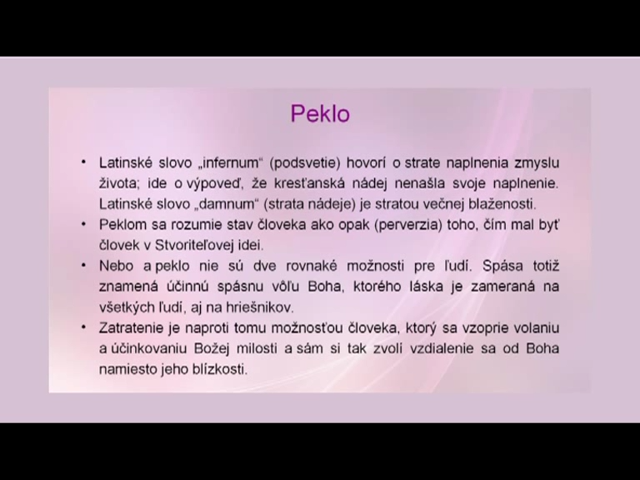 Peklo
• Latinské slovo „infernum“ (podsvetie) hovorí o strate naplnenia zmyslu
života; ide o výpoveď, že kresťanská nádej nenašla svoje naplnenie.
Latinské slovo „damnum“ (strata nádeje) je stratou večnej blaženosti.
• Peklom sa rozumie stav človeka ako opak (perverzia) toho, čím mal byť
človek v Stvoriteľovej idei.
• Nebo a peklo nie sú dve rovnaké možnosti pre ľudí. Spása totiž
znamená účinnú spásnu vôľu Boha, ktorého láska je zameraná na
všetkých ľudí, aj na hriešnikov.
• Zatratenie je naproti tomu možnosťou človeka, ktorý sa vzoprie volaniu
a účinkovaniu Božej milosti a sám si tak zvolí vzdialenie sa od Boha
namiesto jeho blízkosti.